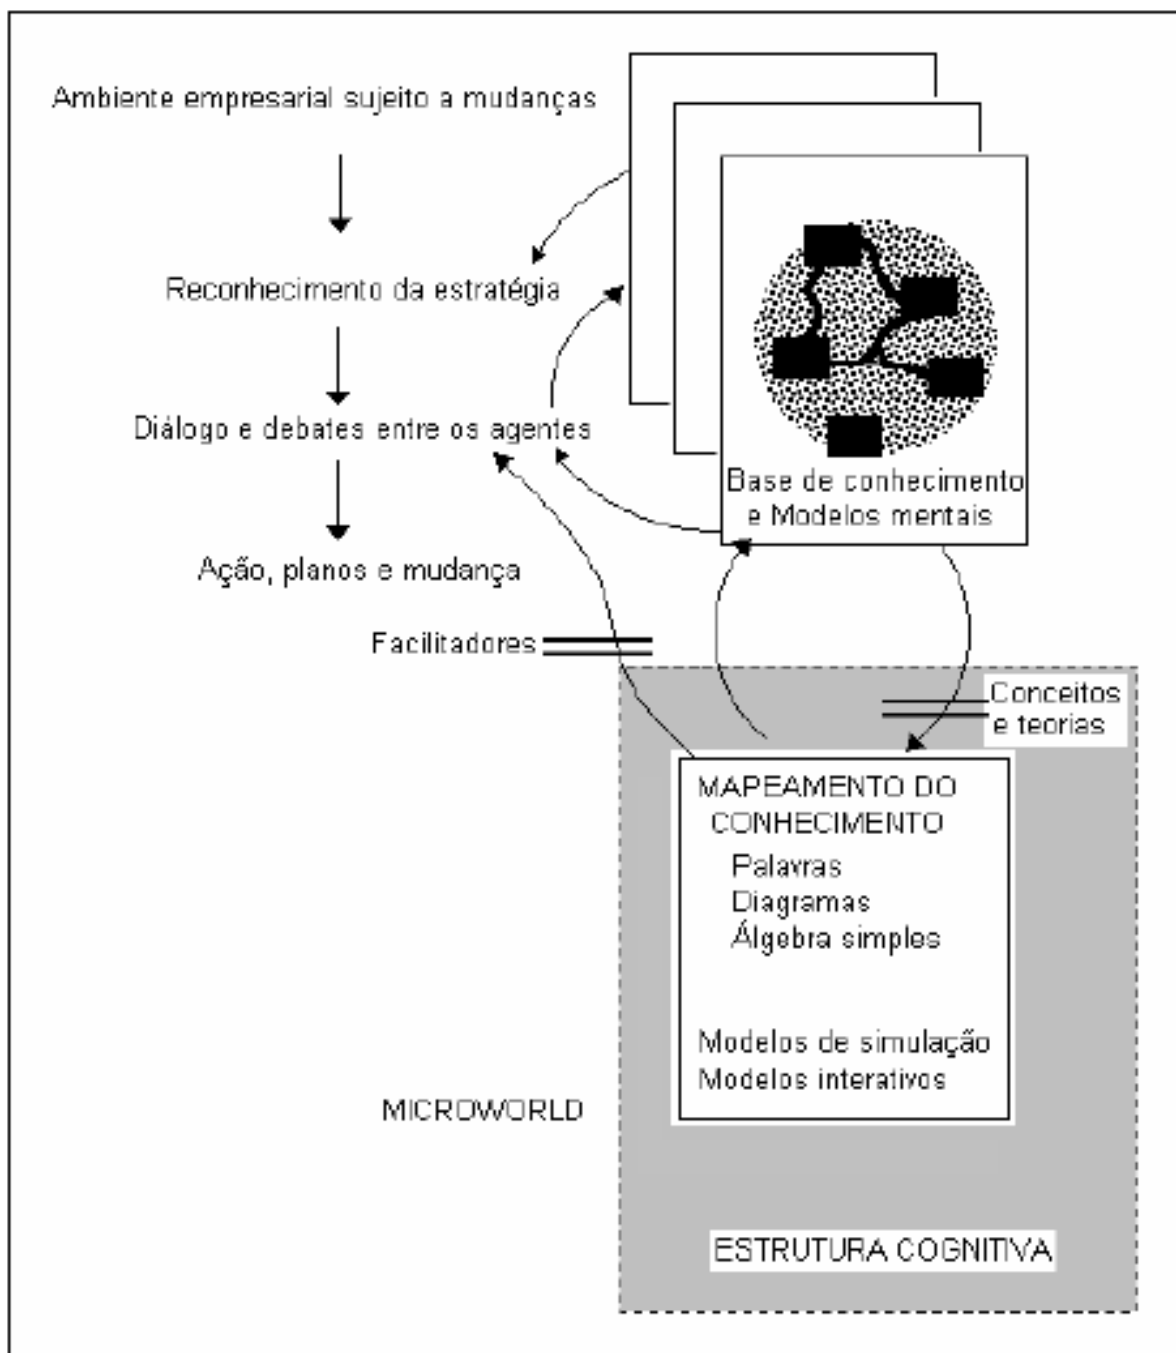 Ambiente empresarial sujeito a mudanças
Reconhecimento da estratégia
Diálogo e debates entre os agentes
Ação, planos e mudança
Base de conhecimento
e Modelos mentais
Facilitadores
Conceitos
e teorias
MAPEAMENTO DO
CONHECIMENTO
Palavras
Diagramas
Álgebra simples
Modelos de simulação
Modelos interativos
MICROWORLD
ESTRUTURA COGNITIVA